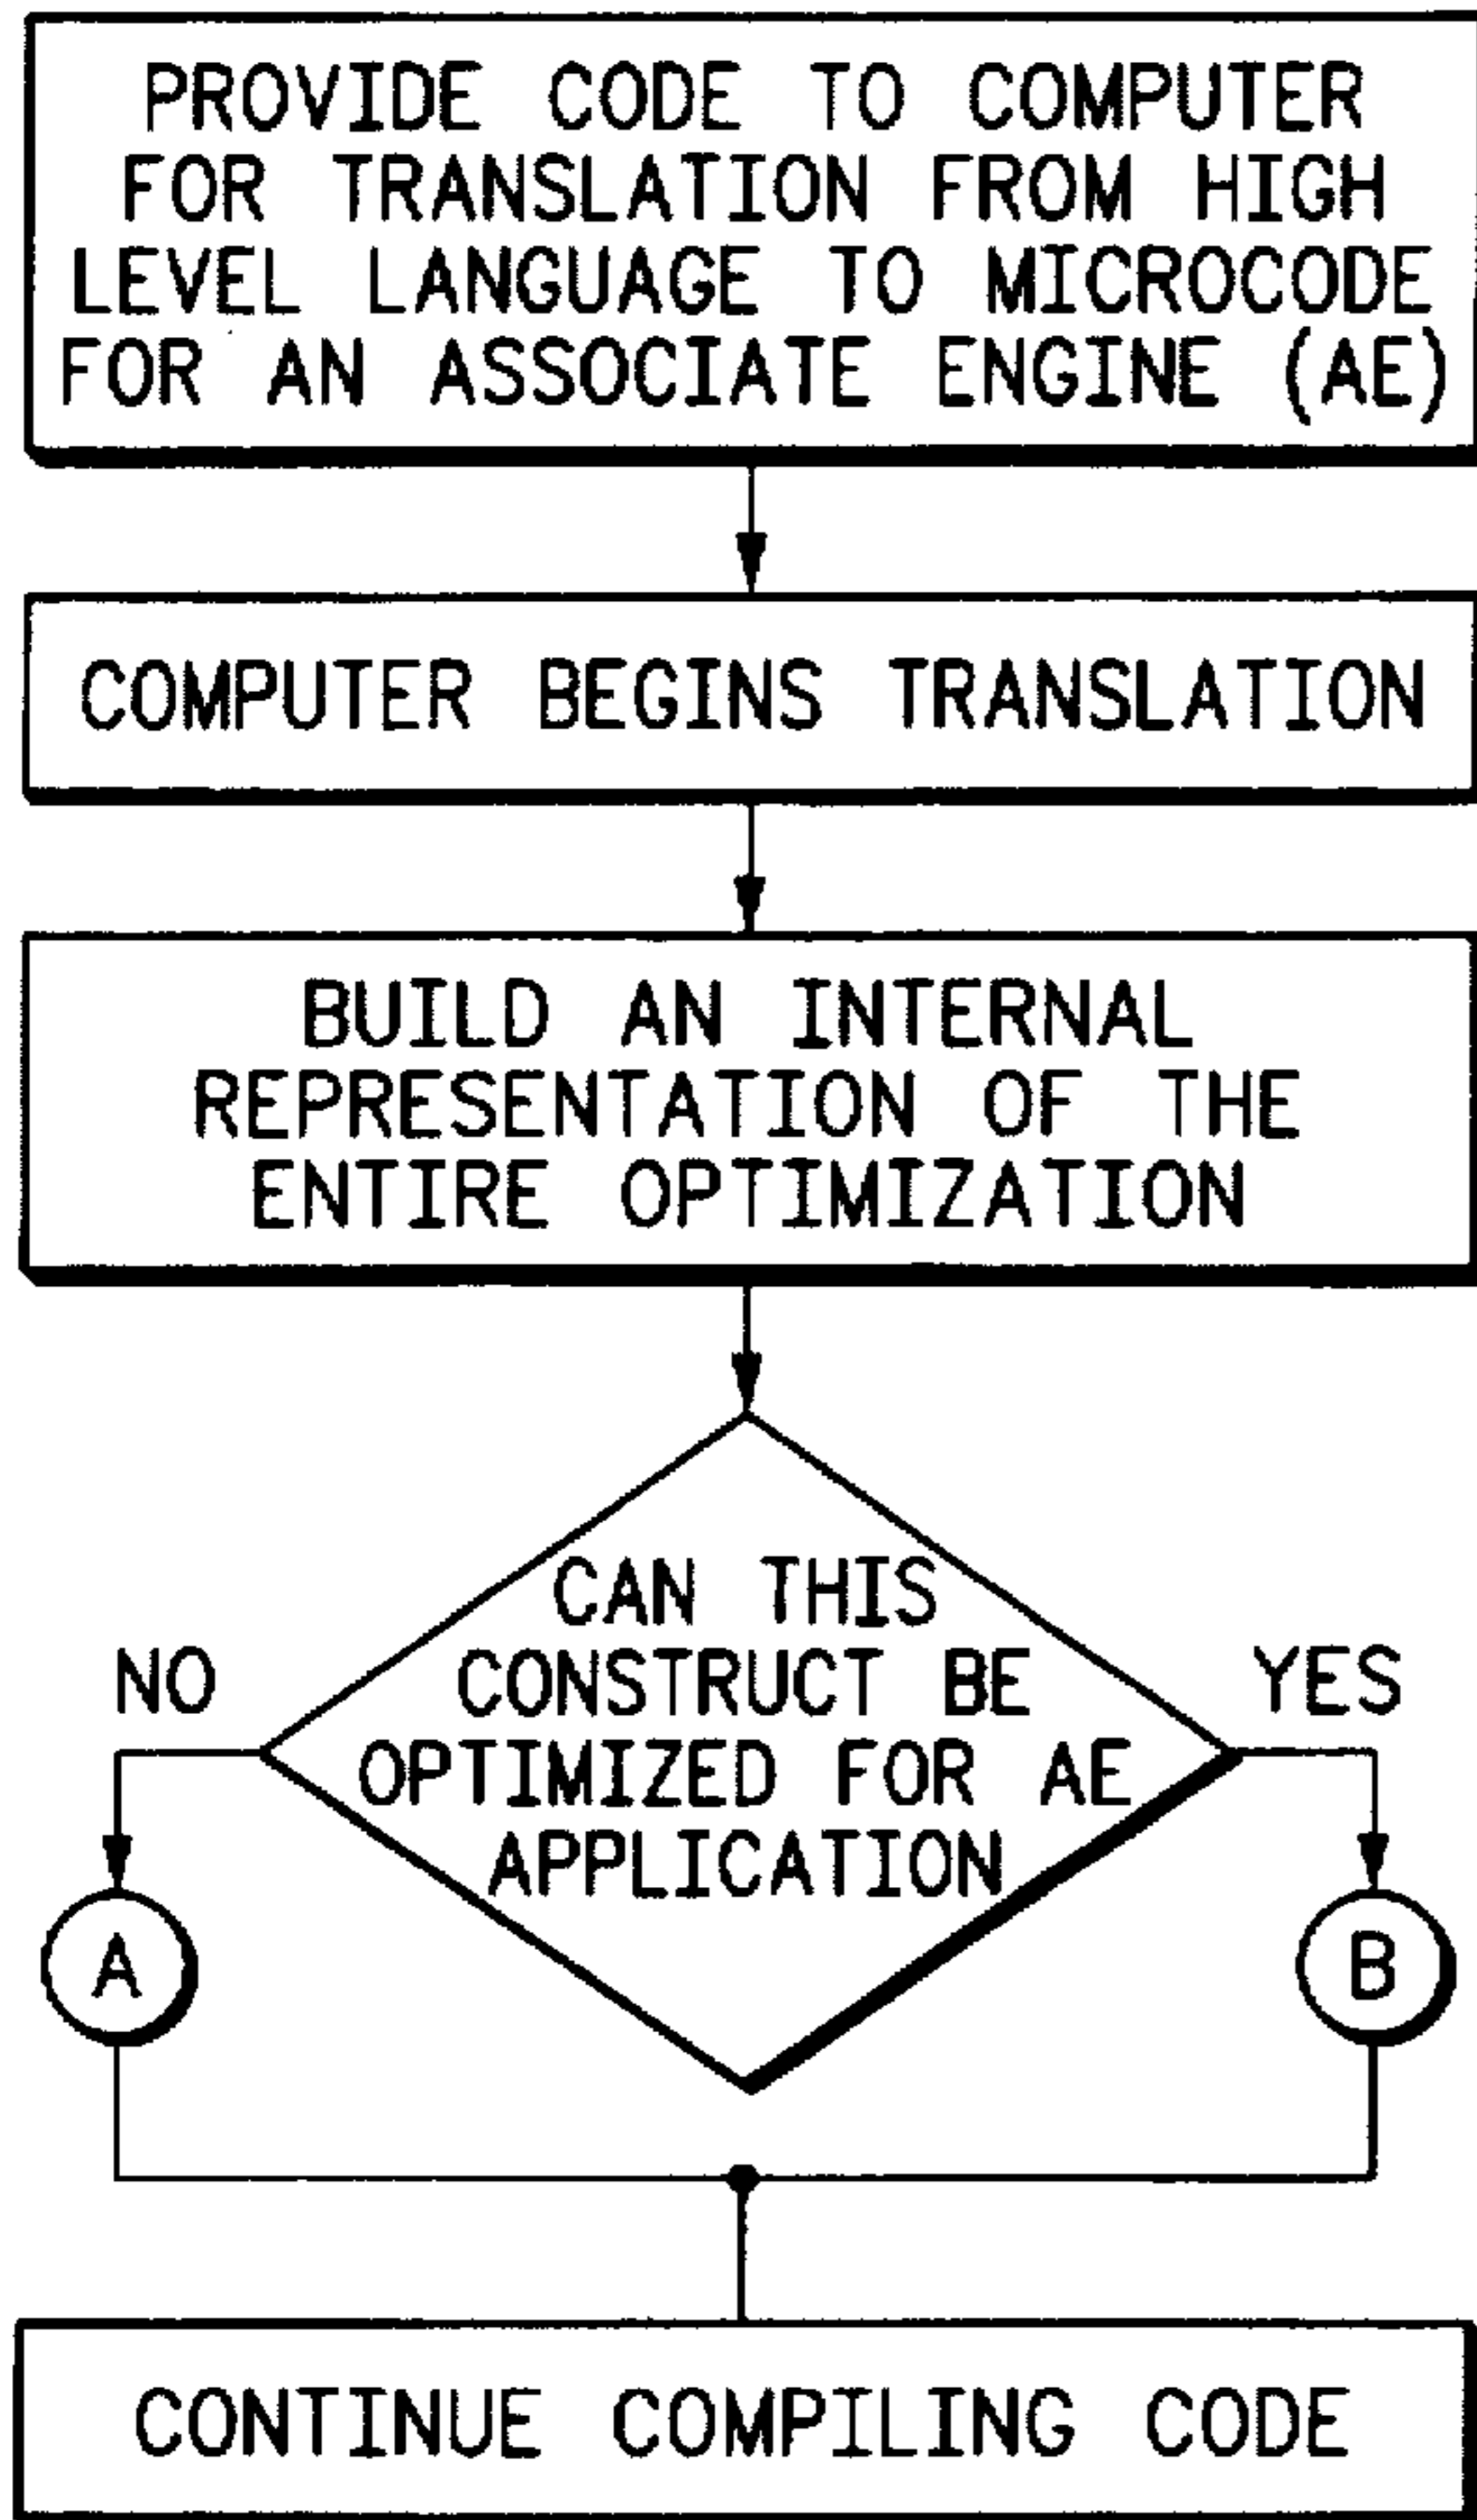 PROVIDE CODE TO COMPUTER
FOR TRANSLATION FROM HIGH
LEVEL LANGUAGE TO MICROCODE
FOR AN ASSOCIATE ENGINE (AE)
COMPUTER BEGINS TRANSLATION
BUILD AN INTERNAL
REPRESENTATION OF THE
ENTIRE OPTIMIZATION
CAN THIS
CONSTRUCT BE
OPTIMIZED FOR AE
APPLICATION
NO
YES
A
B
CONTINUE COMPILING CODE